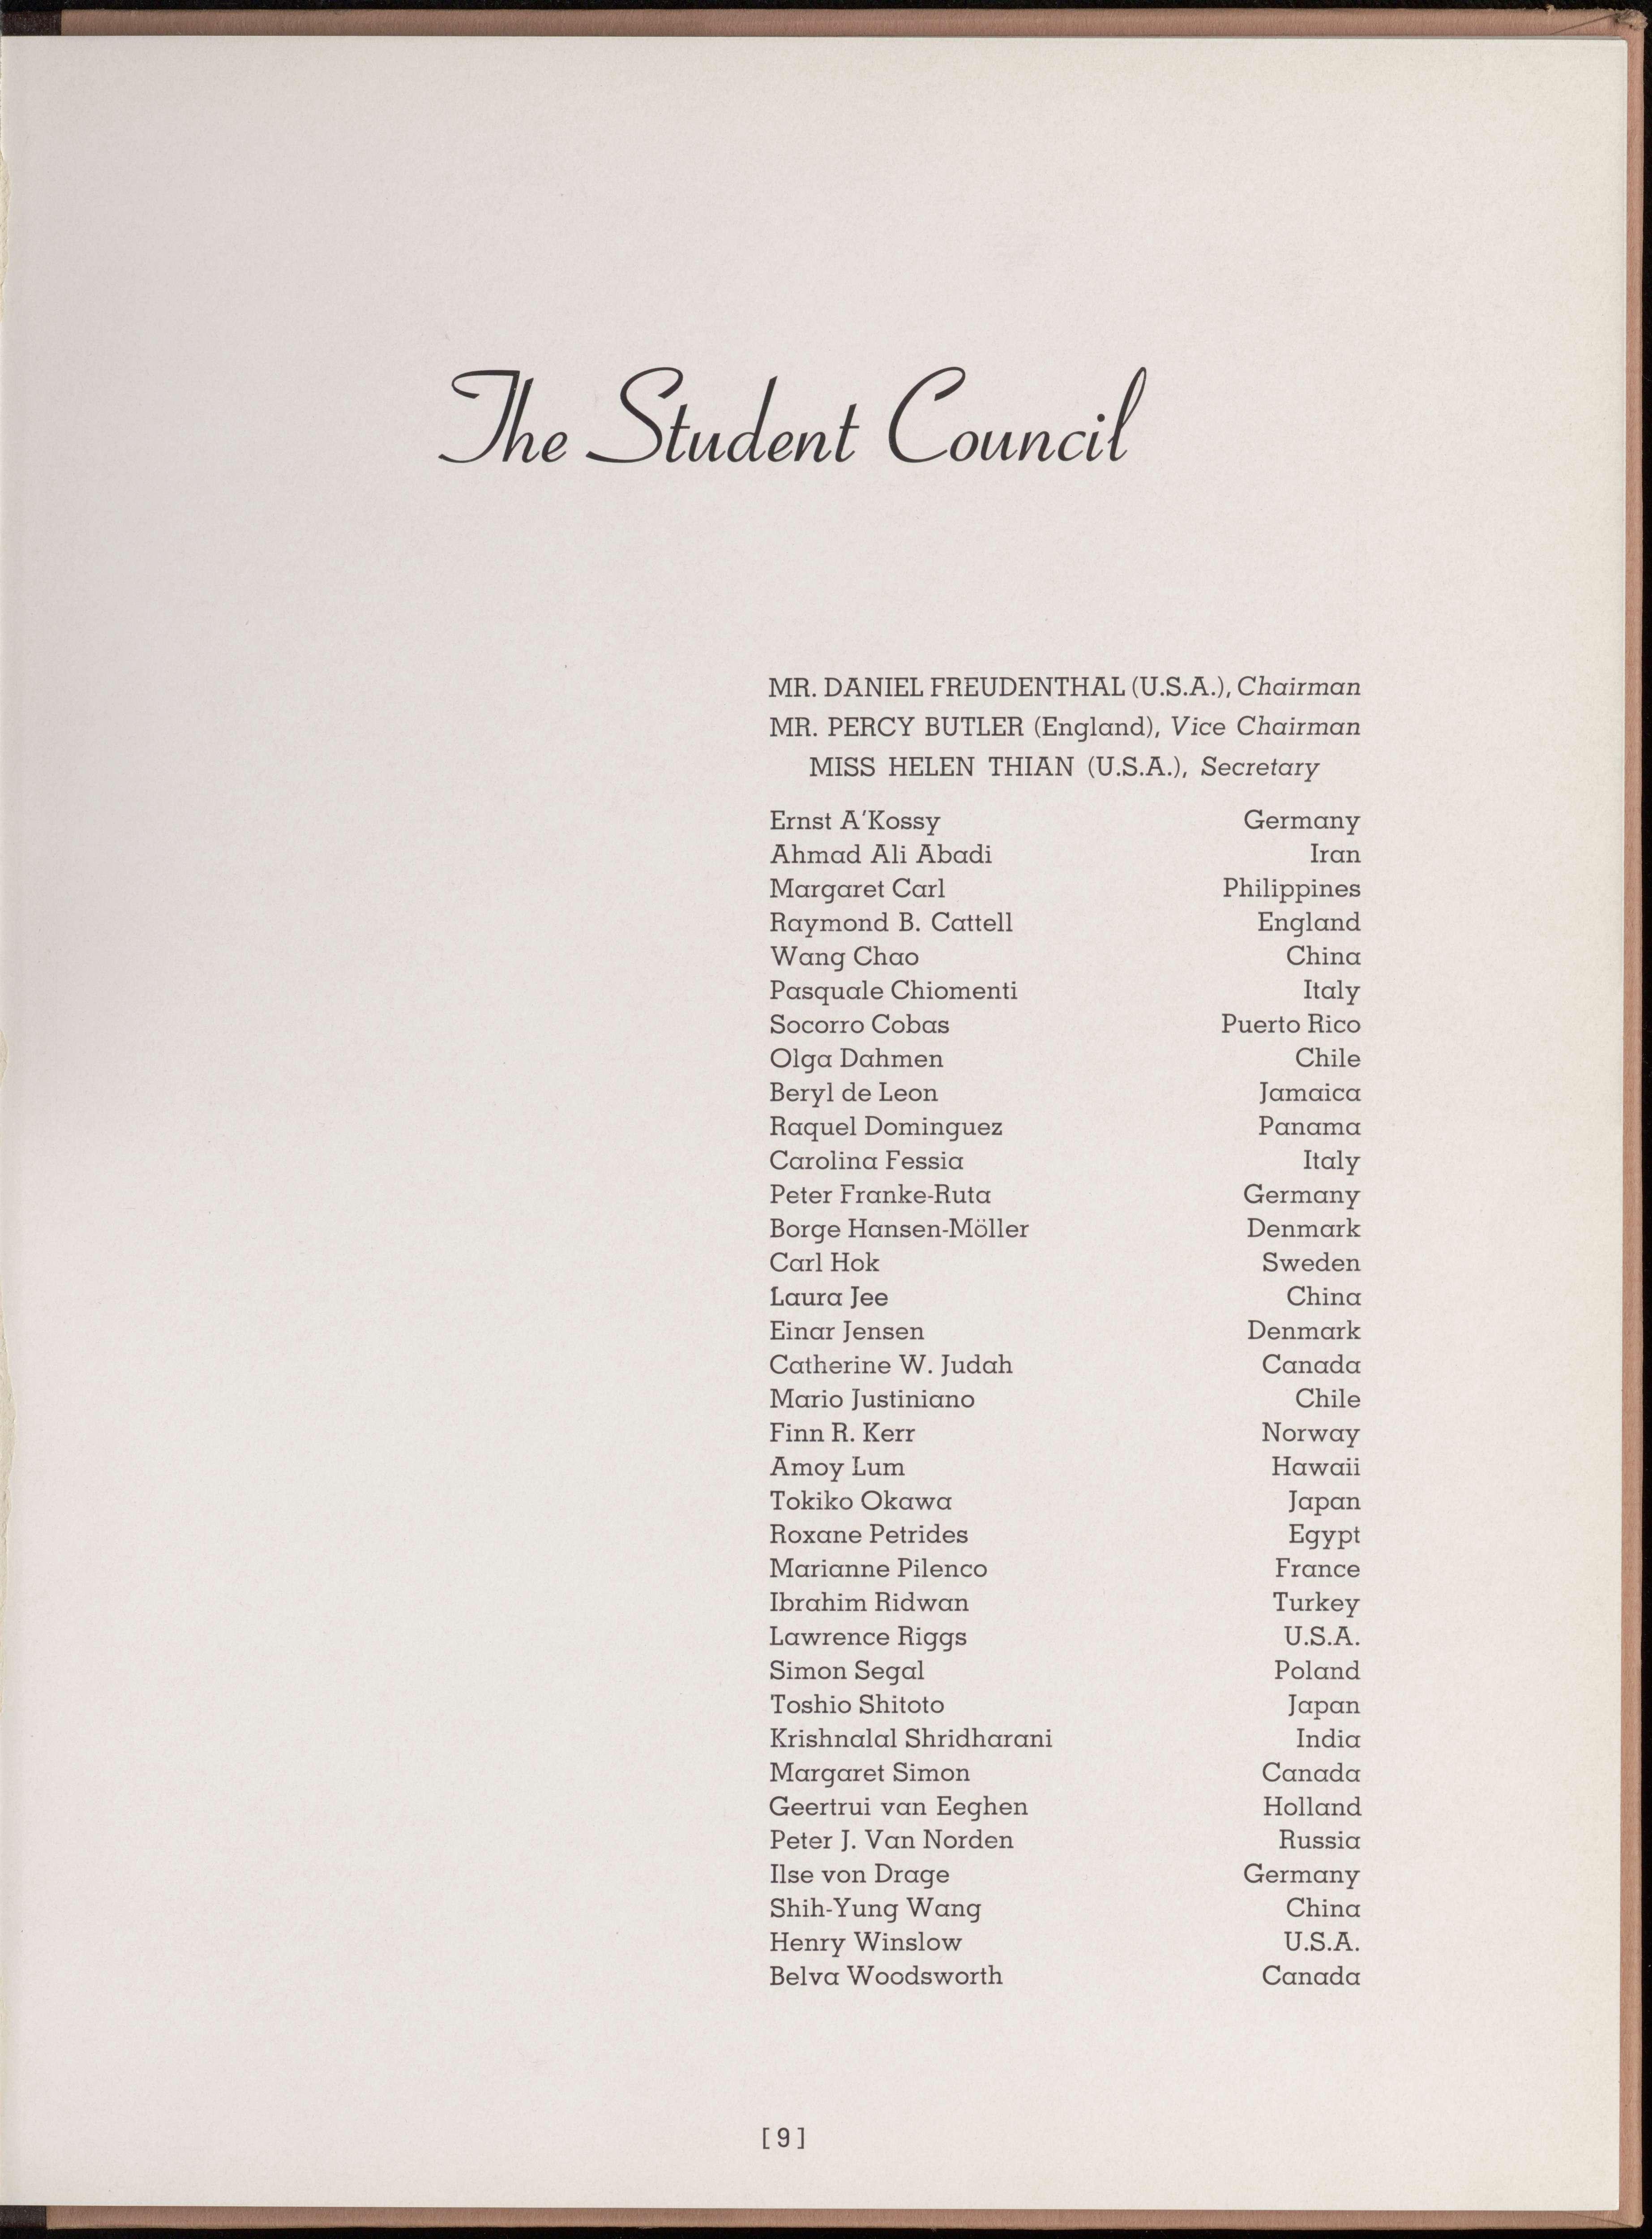 The Student Council
MR. DANIEL FREUDENTHAL (U.S.A.), Chairman
MR. PERCY BUTLER (England), Vice Chairman
MISS HELEN THIAN (U.S.A.), Secretary
Ernst A'Kossy Germany
Ahmad Ali Abadi Iran
Margaret Carl Philippines
Raymond B. Cattell England
Wang Chao China
Pasquale Chiomenti Italy
Socorro Cobas Puerto Rico
Olga Dahmen Chile
Beryl de Leon Jamaica
Raquel Dominguez Panama
Carolina Fessia Italy
Peter Franke-Ruta Germany
Borge Hansen-Möller Denmark
Carl Hok Sweden
Laura Jee China
Einar Jensen Denmark
Catherine W. Judah Canada
Mario Justiniano Chile
Finn R. Kerr Norway
Amoy Lum Hawaii
Tokiko Okawa Japan
Roxane Petrides Egypt
Marianne Pilenco France
Ibrahim Ridwan Turkey
Lawrence Riggs U.S.A.
Simon Segal Poland
Toshio Shitoto Japan
Krishnalal Shridharani India
Margaret Simon Canada
Geertrui van Eeghen Holland
Peter J. Van Norden Russia
Ilse von Drage Germany
Shih-Yung Wang China
Henry Winslow U.S.A.
Belva Woodsworth Canada
[ 9 ]